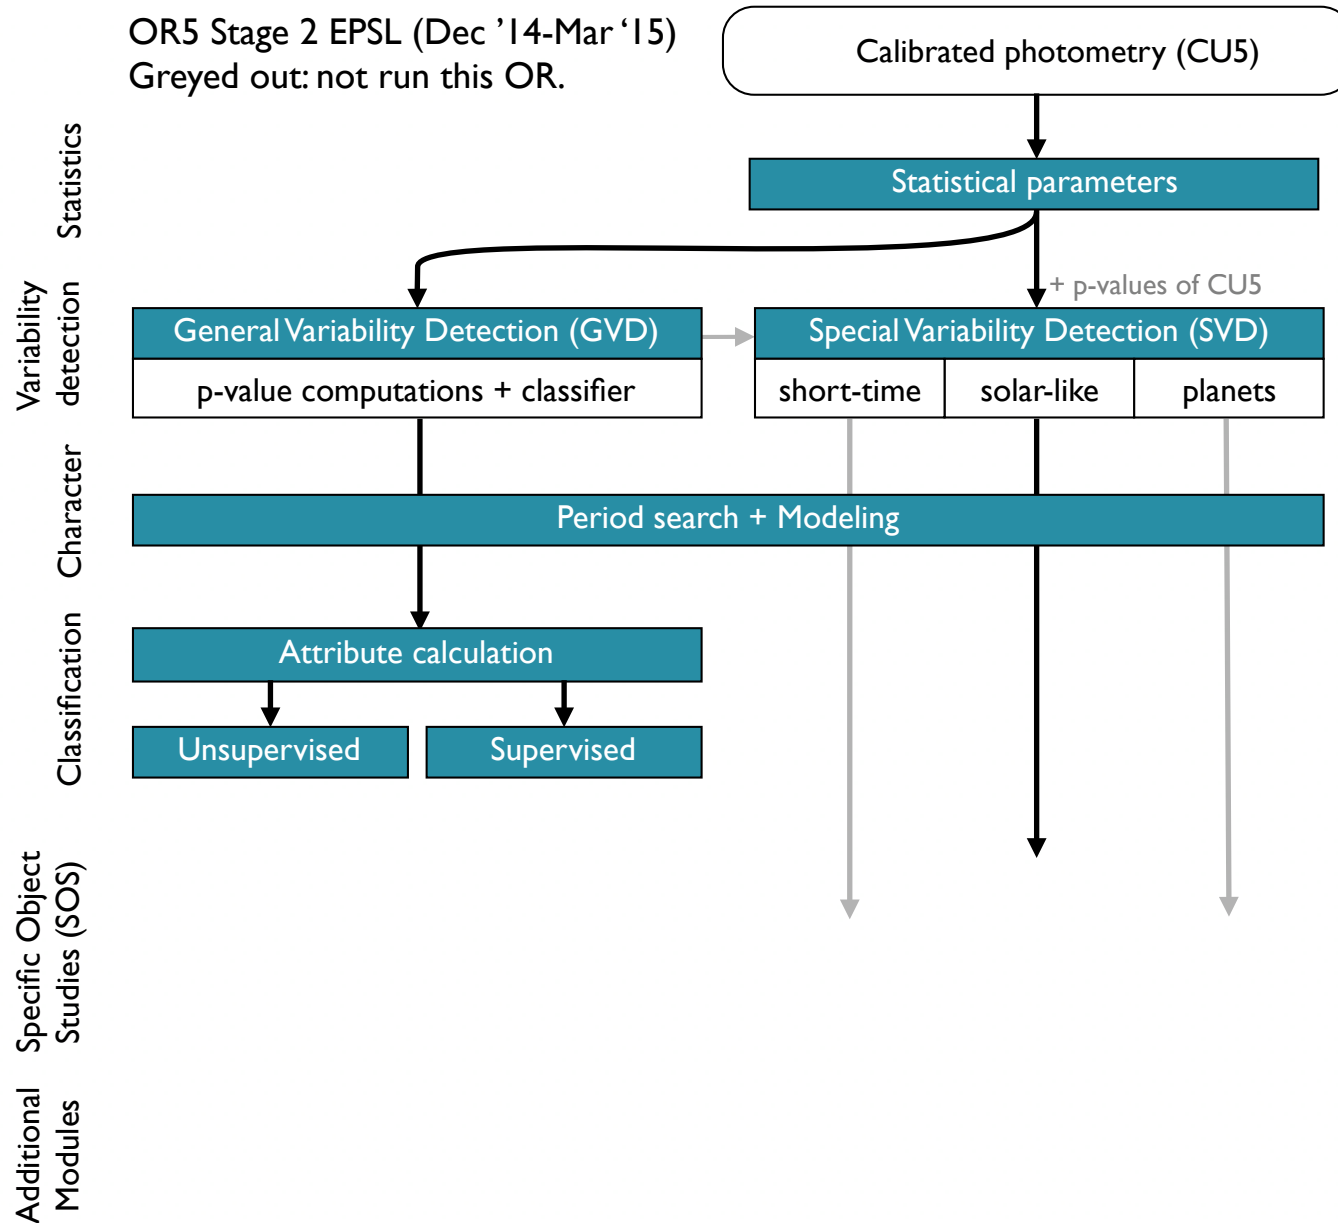 OR5 Stage 2 EPSL (Dec ’14-Mar ‘15)
Greyed out: not run this OR.
Calibrated photometry (CU5)
Statistics
Statistical parameters
+ p-values of CU5
Variability
detection
General Variability Detection (GVD)
Special Variability Detection (SVD)
p-value computations + classifier
short-time
solar-like
planets
Character
Period search + Modeling
Classification
Attribute calculation
Unsupervised
Supervised
Specific Object
Studies (SOS)
Additional
Modules